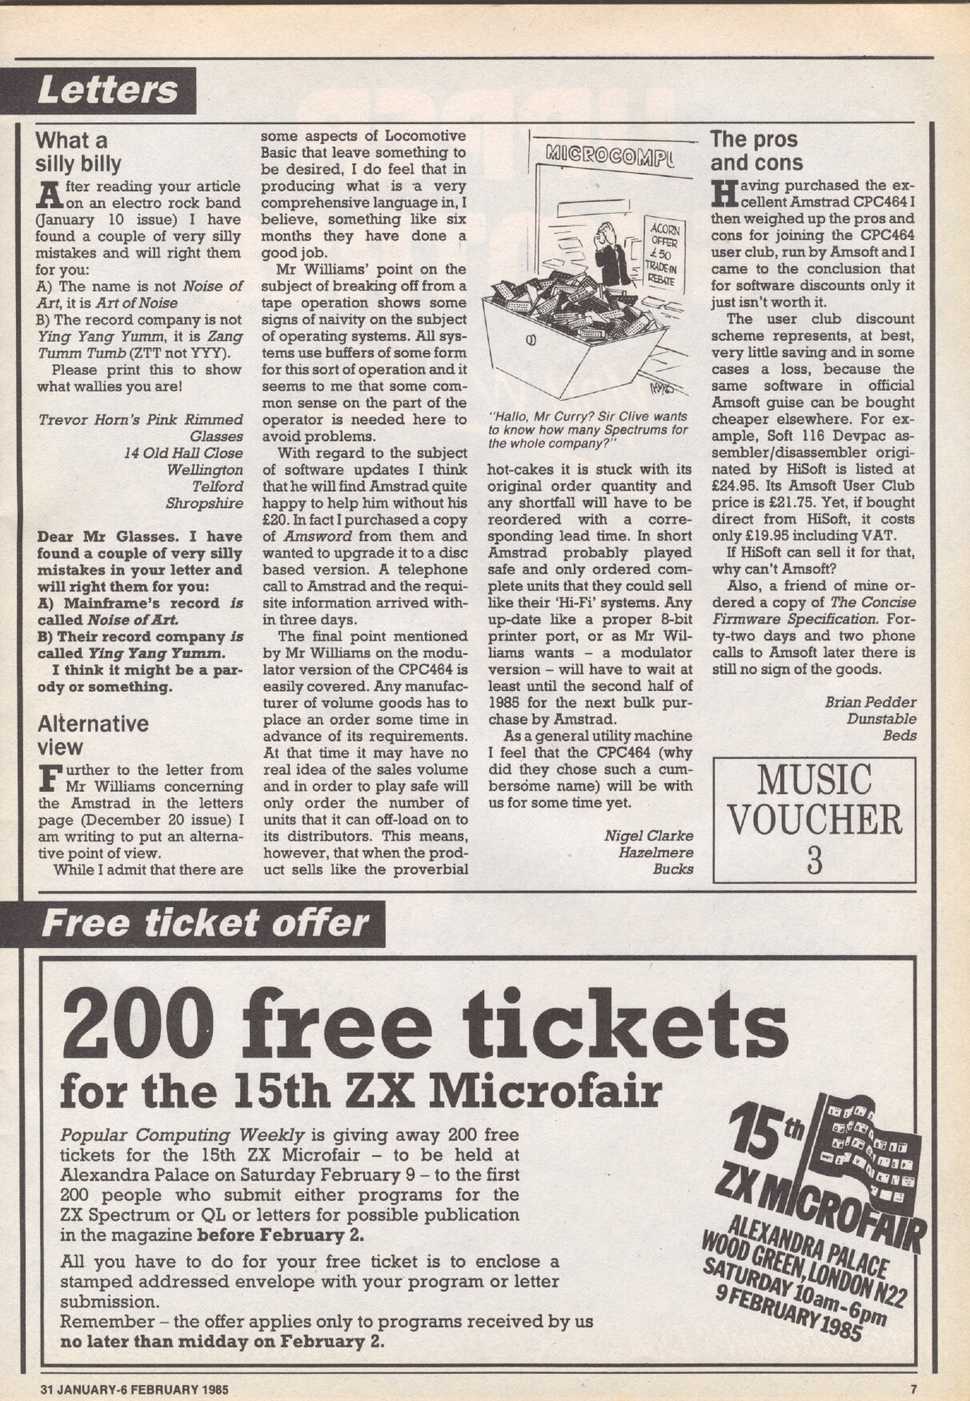 Letters
What a
silly billy
After reading your article
on an electro rock band
(January 10 issue) I have
found a couple of very silly
mistakes and will right them
for you:
A) The name is not Noise of
Art, it is Art of Noise
B) The record company is not
Ying Yang Yumm, it is Zang
Tumm Tumb (ZTT not YYY).
Please print this to show
what wallies you are!
Trevor Horn's Pink Rimmed
Glasses
14 Old Hall Close
Wellington
Telford
Shropshire
Dear Mr Glasses. I have
found a couple of very silly
mistakes in your letter and
will right them for you:
A) Mainframe's record is
called Noise of Art.
B) Their record company is
called Ying Yang Yumm.
I think it might be a par-
ody or something.
Alternative
view
Further to the letter from
Mr Williams concerning
the Amstrad in the letters
page (December 20 issue) I
am writing to put an alterna-
tive point of view.
While I admit that there are
some aspects of Locomotive
Basic that leave something to
be desired, I do feel that in
producing what is a very
comprehensive language in, I
believe, something like six
months they have done a
good job.
Mr Williams' point on the
subject of breaking off from a
tape operation shows some
signs of naivity on the subject
of operating systems. All sys-
tems use buffers of some form
for this sort of operation and it
seems to me that some com-
mon sense on the part of the
operator is needed here to
avoid problems.
With regard to the subject
of software updates I think
that he will find Amstrad quite
happy to help him without his
£20. In fact I purchased a copy
of Amsword from them and
wanted to upgrade it to a disc
based version. A telephone
call to Amstrad and the requi-
site information arrived with-
in three days.
The final point mentioned
by Mr Williams on the modu-
lator version of the CPC464 is
easily covered. Any manufac-
turer of volume goods has to
place an order some time in
advance of its requirements.
At that time it may have no
real idea of the sales volume
and in order to play safe will
only order the number of
units that it can off-load on to
its distributors. This means,
however, that when the prod-
uct sells like the proverbial
MICROCOMPU
ACORN
OFFER
£50
TRADE-IN
REBATE
"Hallo, Mr Curry? Sir Clive wants
to know how many Spectrums for
the whole company?"
hot-cakes it is stuck with its
original order quantity and
any shortfall will have to be
reordered with a corre-
sponding lead time. In short
Amstrad probably played
safe and only ordered com-
plete units that they could sell
like their 'Hi-Fi' systems. Any
up-date like a proper 8-bit
printer port, or as Mr Wil-
liams wants – a modulator
version – will have to wait at
least until the second half of
1985 for the next bulk pur-
chase by Amstrad.
As a general utility machine
I feel that the CPC464 (why
did they chose such a cum-
bersome name) will be with
us for some time yet.
Nigel Clarke
Hazelmere
Bucks
The pros
and cons
Having purchased the ex-
cellent Amstrad CPC464 I
then weighed up the pros and
cons for joining the CPC464
user club, run by Amsoft and I
came to the conclusion that
for software discounts only it
just isn't worth it.
The user club discount
scheme represents, at best,
very little saving and in some
cases a loss, because the
same software in official
Amsoft guise can be bought
cheaper elsewhere. For ex-
ample, Soft 116 Devpac as-
sembler/disassembler origi-
nated by HiSoft is listed at
£24.95. Its Amsoft User Club
price is £21.75. Yet, if bought
direct from HiSoft, it costs
only £19.95 including VAT.
If HiSoft can sell it for that,
why can't Amsoft?
Also, a friend of mine or-
dered a copy of The Concise
Firmware Specification. For-
ty-two days and two phone
calls to Amsoft later there is
still no sign of the goods.
Brian Pedder
Dunstable
Beds
MUSIC
VOUCHER
3
Free ticket offer
200 free tickets
for the 15th ZX Microfair
Popular Computing Weekly is giving away 200 free
tickets for the 15th ZX Microfair – to be held at
Alexandra Palace on Saturday February 9 – to the first
200 people who submit either programs for the
ZX Spectrum or QL or letters for possible publication
in the magazine before February 2.
All you have to do for your free ticket is to enclose a
stamped addressed envelope with your program or letter
submission.
Remember – the offer applies only to programs received by us
no later than midday on February 2.
15th
ZX MICROFAIR
ALEXANDRA PALACE
WOOD GREEN, LONDON N22
SATURDAY 10am-6pm
9 FEBRUARY 1985
31 JANUARY-6 FEBRUARY 1985
7